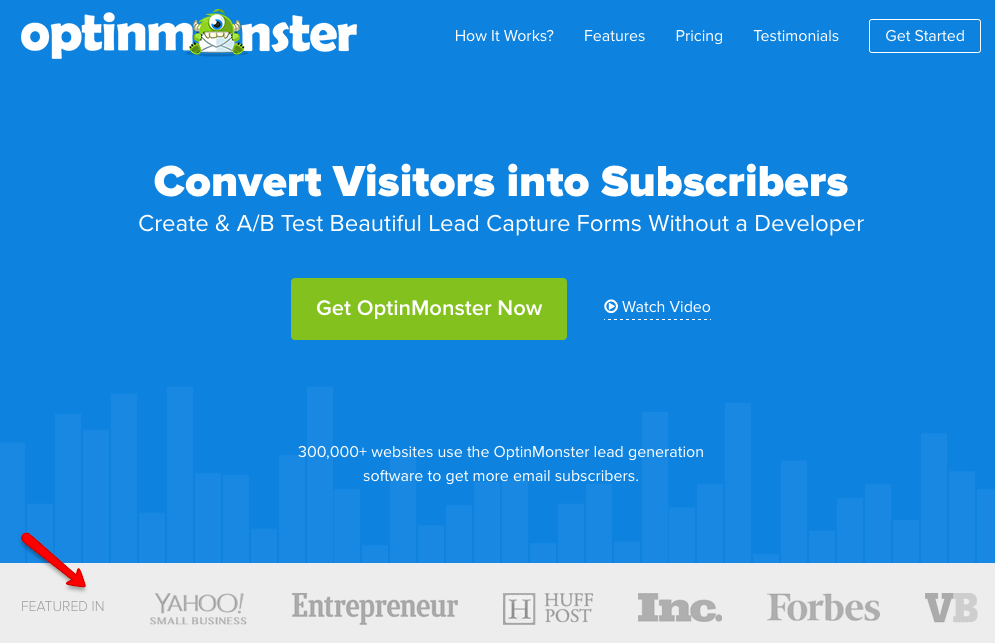 optinmonster
How It Works?
Features
Pricing
Testimonials
Get Started
Convert Visitors into Subscribers
Create & A/B Test Beautiful Lead Capture Forms Without a Developer
Get OptinMonster Now
Watch Video
300,000+ websites use the OptinMonster lead generation
software to get more email subscribers.
FEATURED IN
YAHOO!
SMALL BUSINESS
Entrepreneur
H
HUFF
POST
Inc.
Forbes
VB